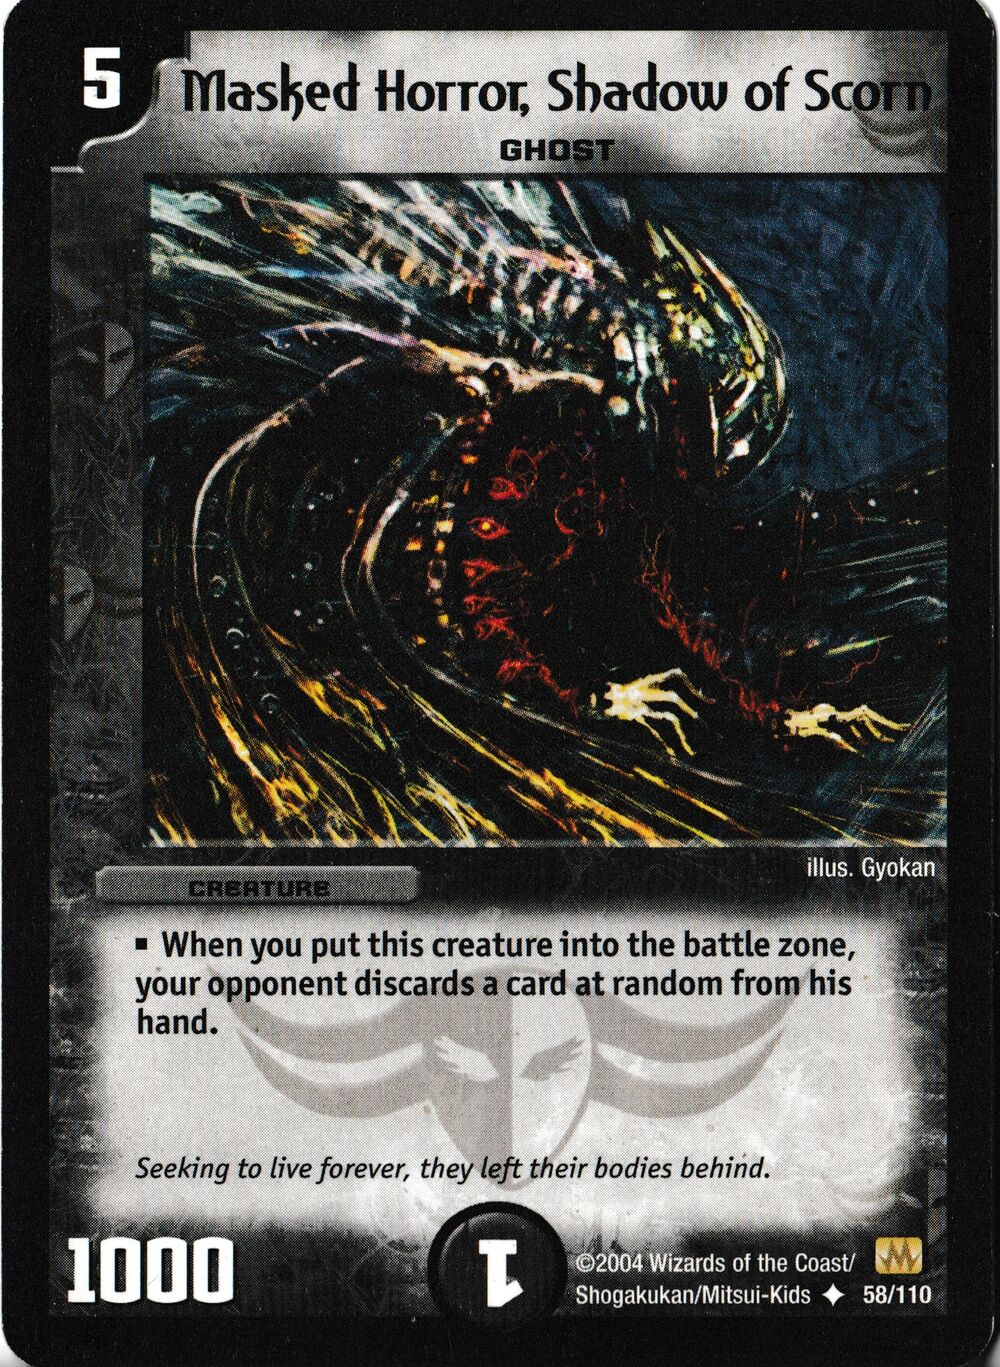 5
Masked Horror, Shadow of Scorn
GHOST
illus. Gyokan
CREATURE
▪ When you put this creature into the battle zone,
your opponent discards a card at random from his
hand.
Seeking to live forever, they left their bodies behind.
1000
1
©2004 Wizards of the Coast/
Shogakukan/Mitsui-Kids ✦ 58/110